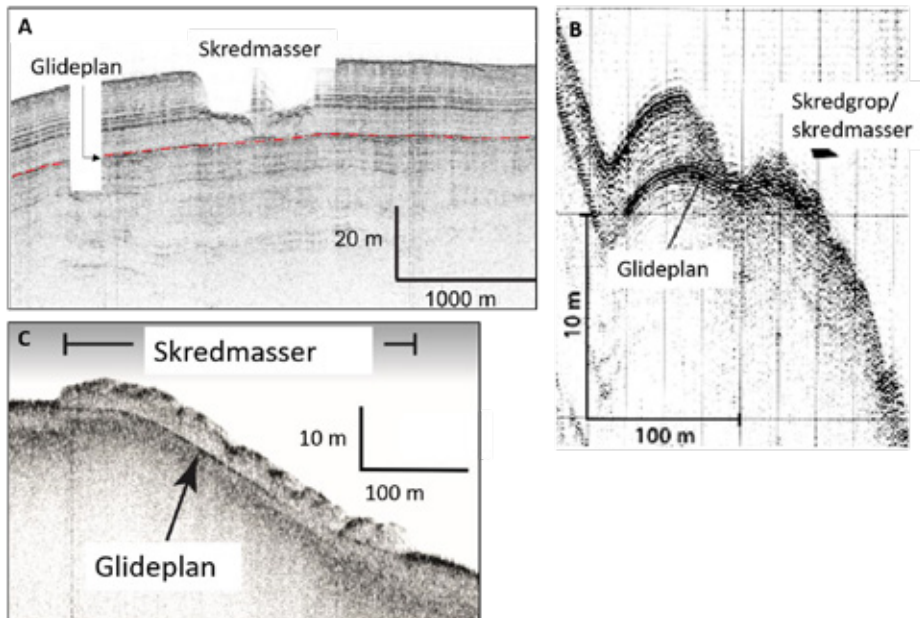 A
Skredmasser
Glideplan
20 m
1000 m
B
Skredgrop/
skredmasser
Glideplan
10 m
100 m
C
Skredmasser
10 m
100 m
Glideplan